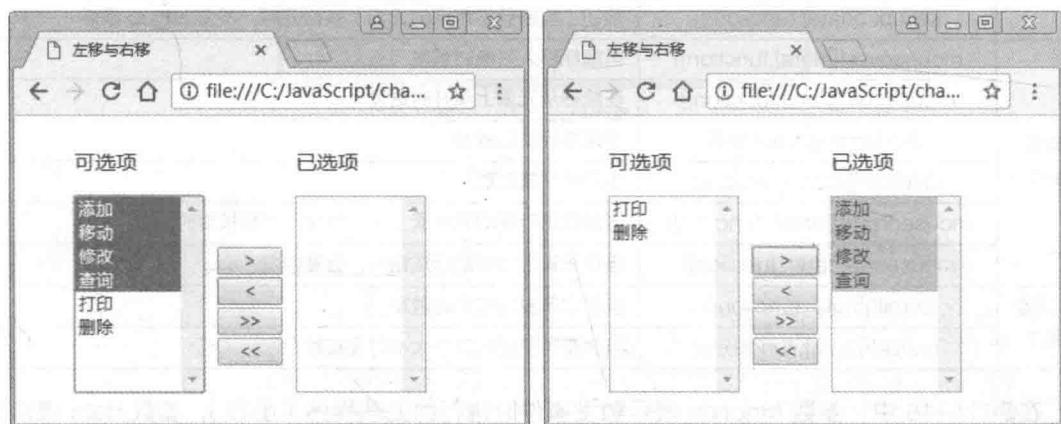 左移与右移
file:///C:/JavaScript/cha...
可选项
已选项
添加
移动
修改
查询
打印
删除
>
<
>>
<<
左移与右移
file:///C:/JavaScript/cha...
可选项
已选项
打印
删除
添加
移动
修改
查询
>
<
>>
<<